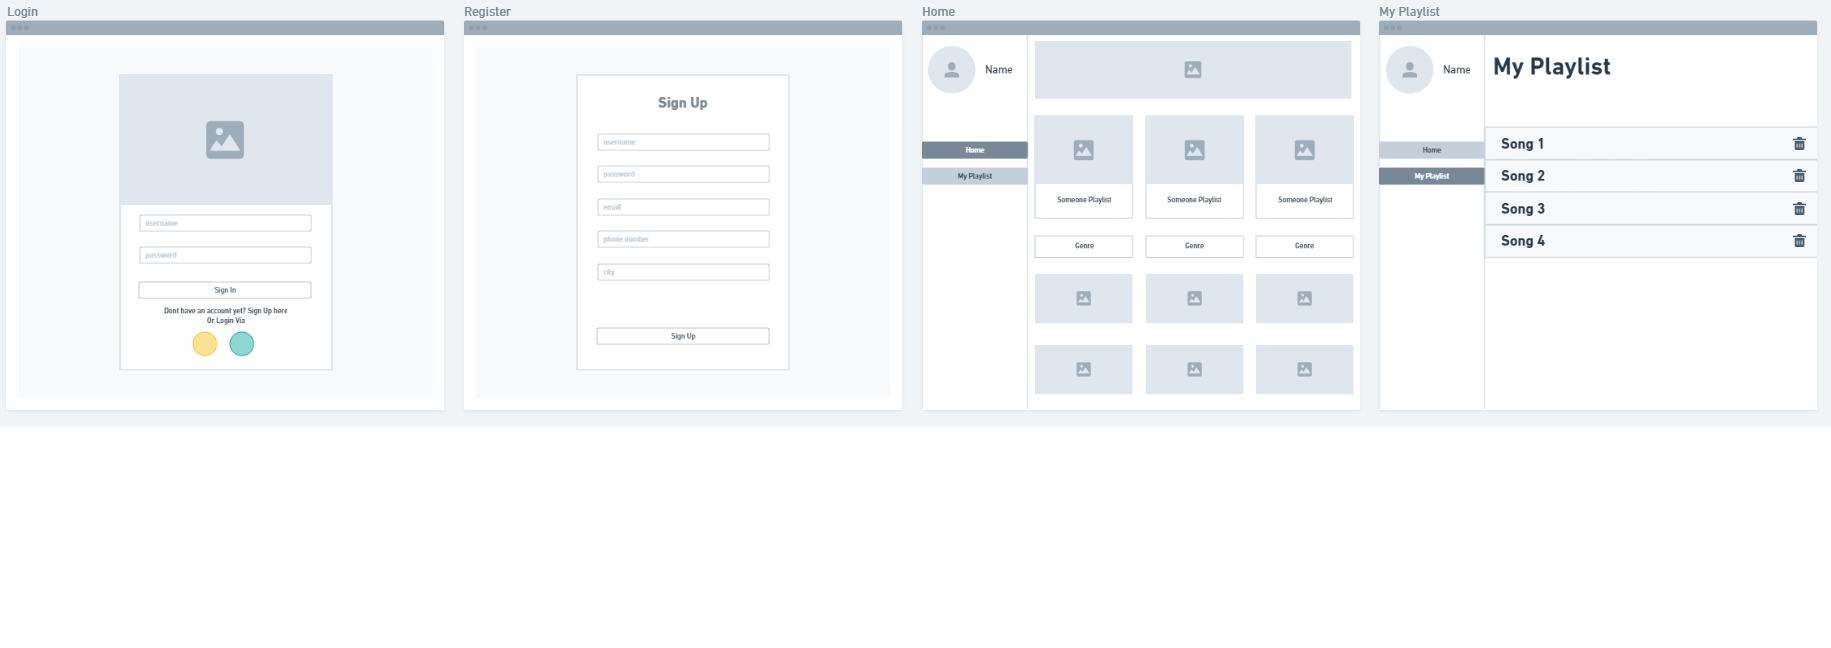 Login
username
password
Sign In
Dont have an account yet? Sign Up here
Or Login Via
Register
Sign Up
username
password
email
phone number
city
Sign Up
Home
Name
Home
My Playlist
Someone Playlist
Someone Playlist
Someone Playlist
Genre
Genre
Genre
My Playlist
Name
Home
My Playlist
My Playlist
Song 1
Song 2
Song 3
Song 4